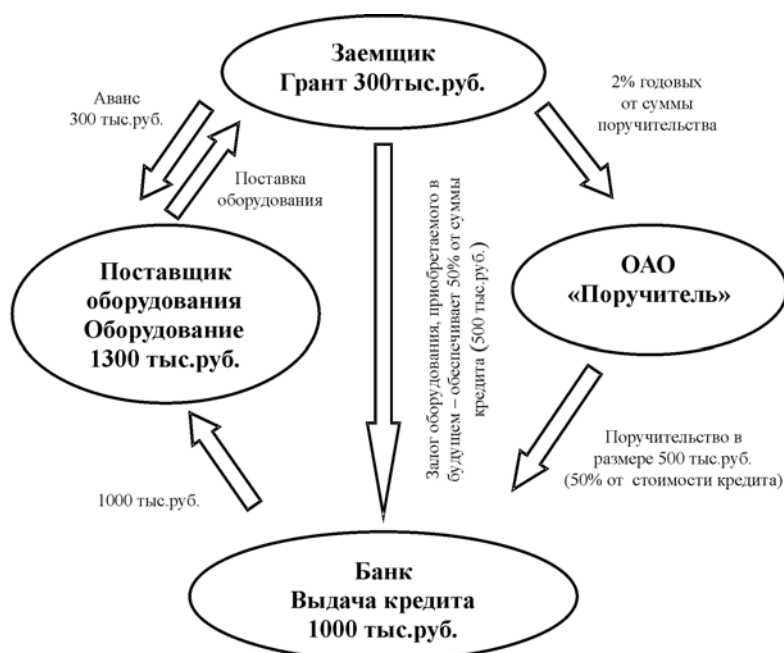 Заемщик
Грант 300тыс.руб.
Аванс
300 тыс.руб.
2% годовых
от суммы
поручительства
Поставка
оборудования
Поставщик
оборудования
Оборудование
1300 тыс.руб.
Залог оборудования, приобретаемого в
будущем – обеспечивает 50% от суммы
кредита (500 тыс.руб.)
ОАО
«Поручитель»
1000 тыс.руб.
Поручительство в
размере 500 тыс.руб.
(50% от стоимости кредита)
Банк
Выдача кредита
1000 тыс.руб.